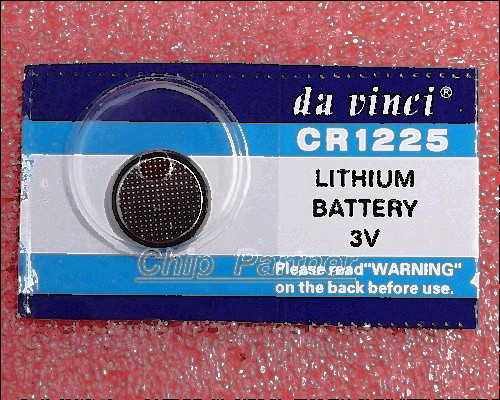 da vinci®
CR1225
LITHIUM
BATTERY
3V
Chip Partner
Please read "WARNING"
on the back before use.